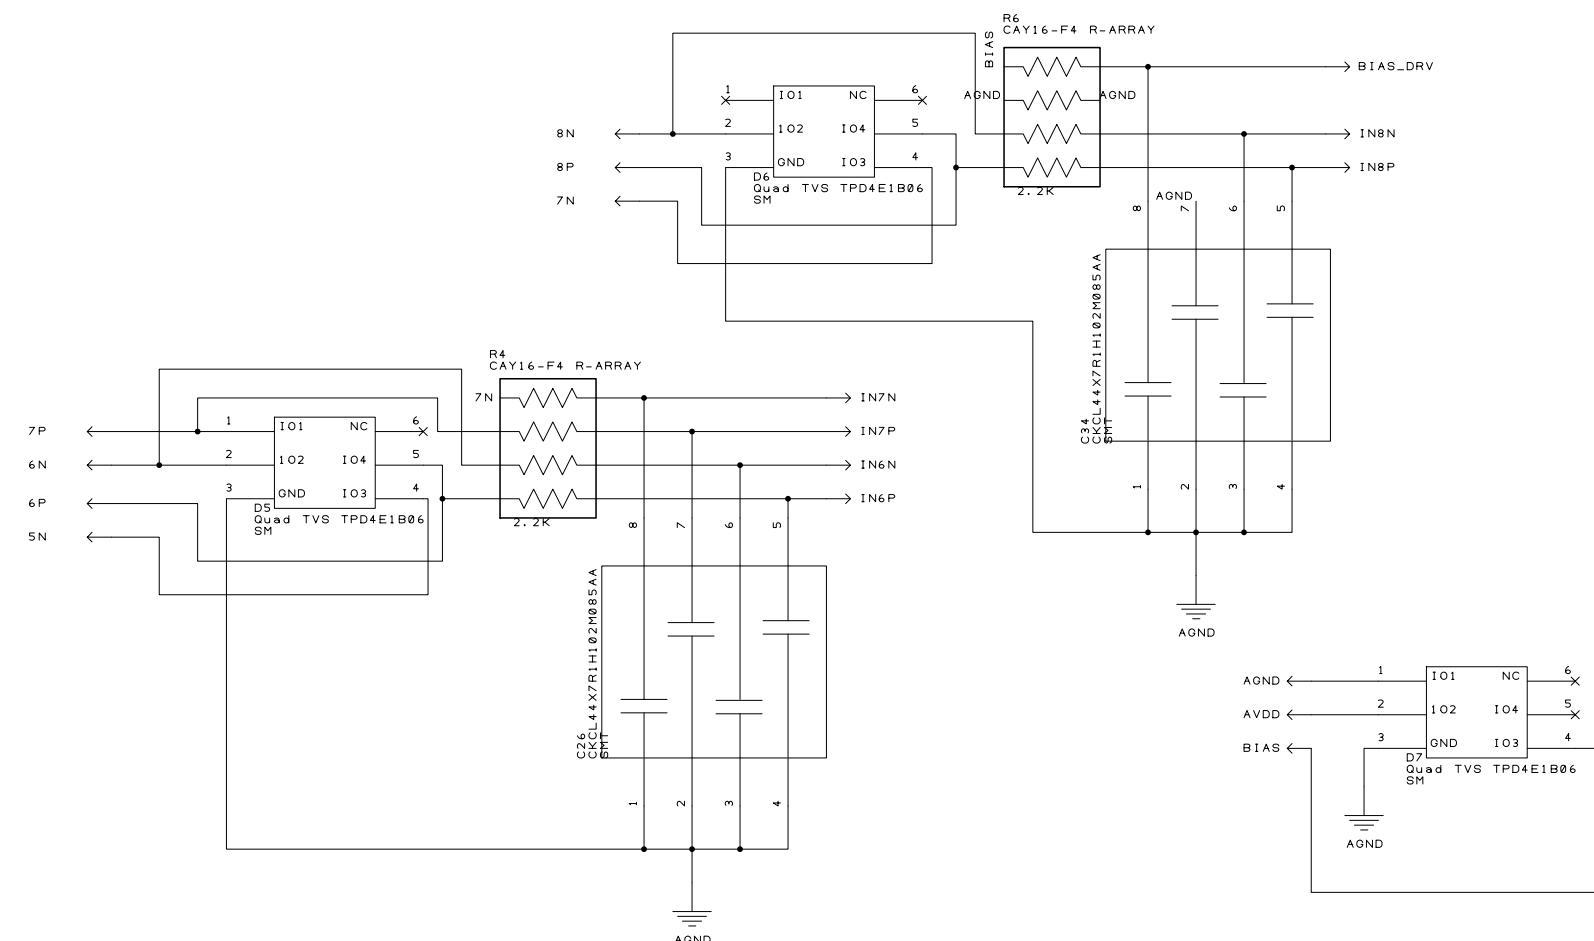 R6
CAY16-F4 R-ARRAY
BIAS
BIAS_DRV
1
IO1
NC
6
AGND
AGND
8N
2
1O2
IO4
5
IN8N
8P
3
GND
IO3
4
IN8P
D6
Quad TVS TPD4E1B06
SM
2.2K
7N
8
AGND
7
6
5
C34
CKCL44X7R1H102M085AA
SMT
1
2
3
4
AGND
R4
CAY16-F4 R-ARRAY
7N
IN7N
7P
1
IO1
NC
6
IN7P
6N
2
1O2
IO4
5
IN6N
6P
3
GND
IO3
4
IN6P
D5
Quad TVS TPD4E1B06
SM
2.2K
5N
8
7
6
5
C26
CKCL44X7R1H102M085AA
SMT
1
2
3
4
AGND
AGND
1
IO1
NC
6
AVDD
2
1O2
IO4
5
BIAS
3
GND
IO3
4
D7
Quad TVS TPD4E1B06
SM
AGND